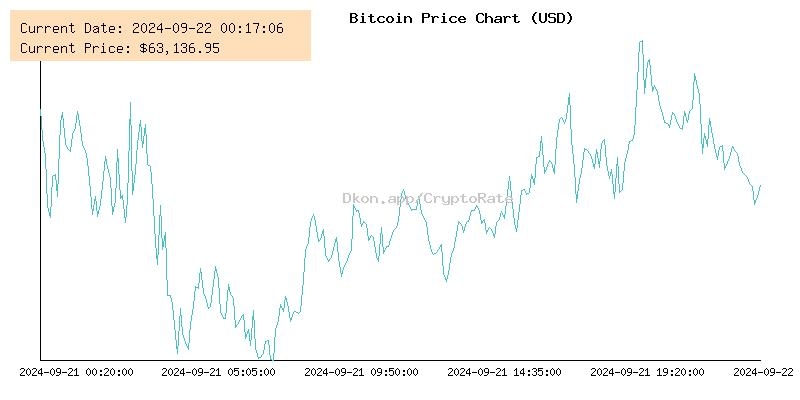 Bitcoin Price Chart (USD)
Current Date: 2024-09-22 00:17:06
Current Price: $63,136.95
Dkon.app/CryptoRate
2024-09-21 00:20:00 2024-09-21 05:05:00 2024-09-21 09:50:00 2024-09-21 14:35:00 2024-09-21 19:20:00 2024-09-22